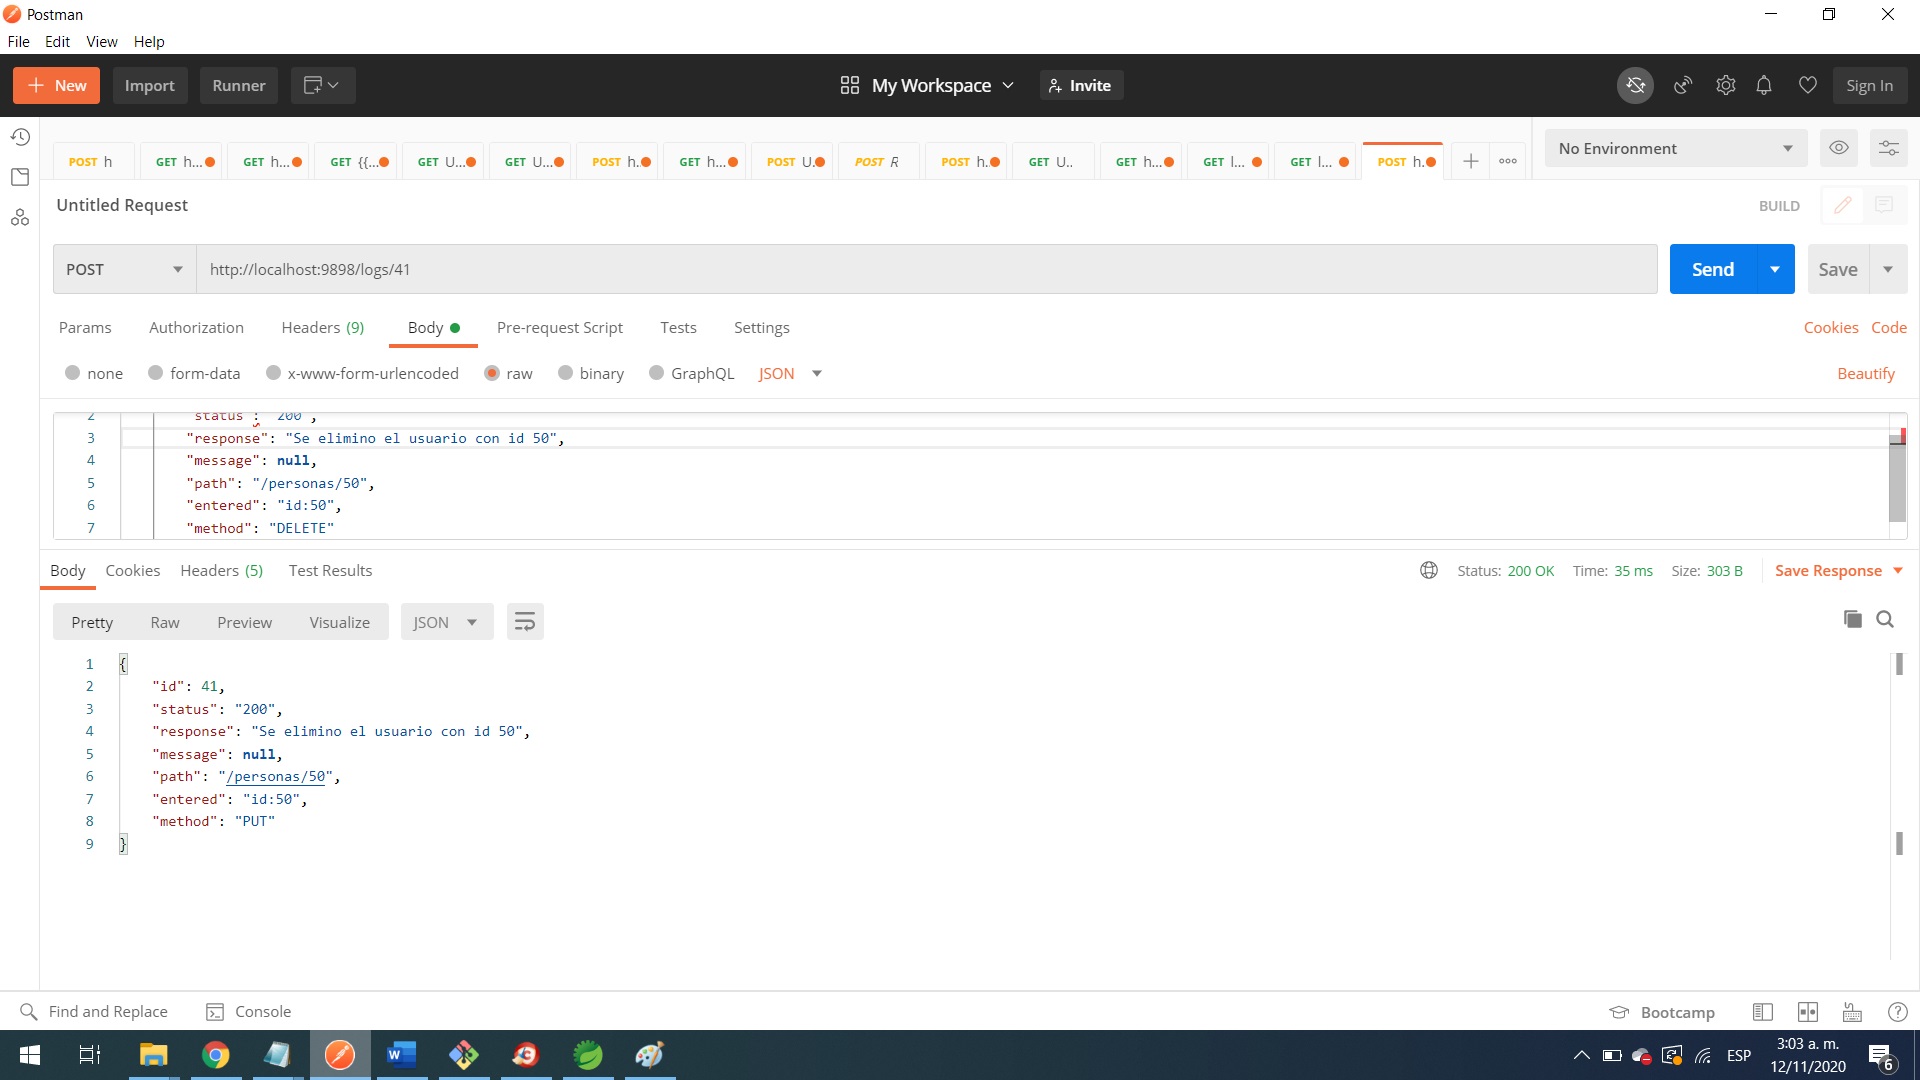 Postman
File Edit View Help
New Import Runner My Workspace Invite Sign In
POST h GET h... GET h... GET {{... GET U... GET U... POST h. GET h... POST U. POST R POST h. GET U.. GET h... GET l... GET l... POST h. No Environment
Untitled Request BUILD
POST http://localhost:9898/logs/41 Send Save
Params Authorization Headers (9) Body Pre-request Script Tests Settings Cookies Code
none form-data x-www-form-urlencoded raw binary GraphQL JSON Beautify
2 "status": "200",
3 "response": "Se elimino el usuario con id 50",
4 "message": null,
5 "path": "/personas/50",
6 "entered": "id:50",
7 "method": "DELETE"
Body Cookies Headers (5) Test Results Status: 200 OK Time: 35 ms Size: 303 B Save Response
Pretty Raw Preview Visualize JSON
1 {
2 "id": 41,
3 "status": "200",
4 "response": "Se elimino el usuario con id 50",
5 "message": null,
6 "path": "/personas/50",
7 "entered": "id:50",
8 "method": "PUT"
9 }
Find and Replace Console Bootcamp
ESP 3:03 a. m.
12/11/2020 6